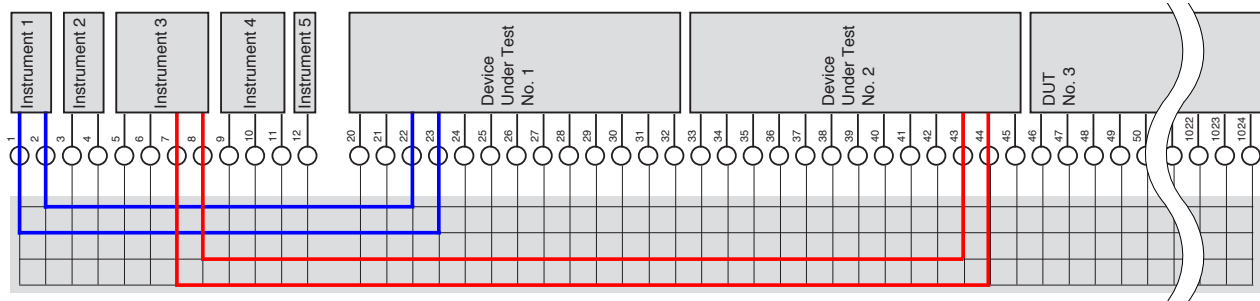 Instrument 1
Instrument 2
Instrument 3
Instrument 4
Instrument 5
Device
Under Test
No. 1
Device
Under Test
No. 2
DUT
No. 3
1 2 3 4 5 6 7 8 9 10 11 12 20 21 22 23 24 25 26 27 28 29 30 31 32 33 34 35 36 37 38 39 40 41 42 43 44 45 46 47 48 49 50 1022 1023 1024